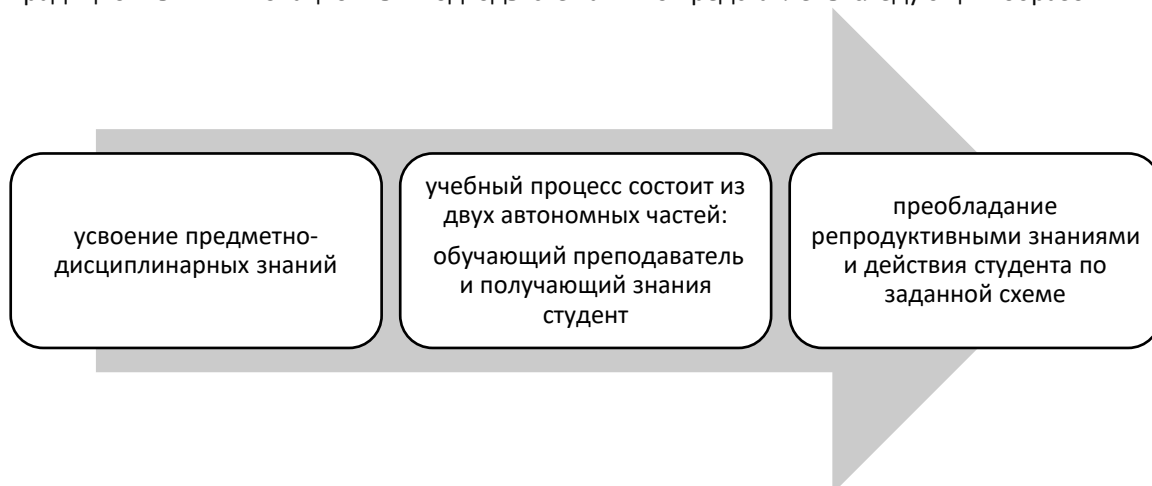 усвоение предметно-
дисциплинарных знаний
учебный процесс состоит из
двух автономных частей:
обучающий преподаватель
и получающий знания
студент
преобладание
репродуктивными знаниями
и действия студента по
заданной схеме